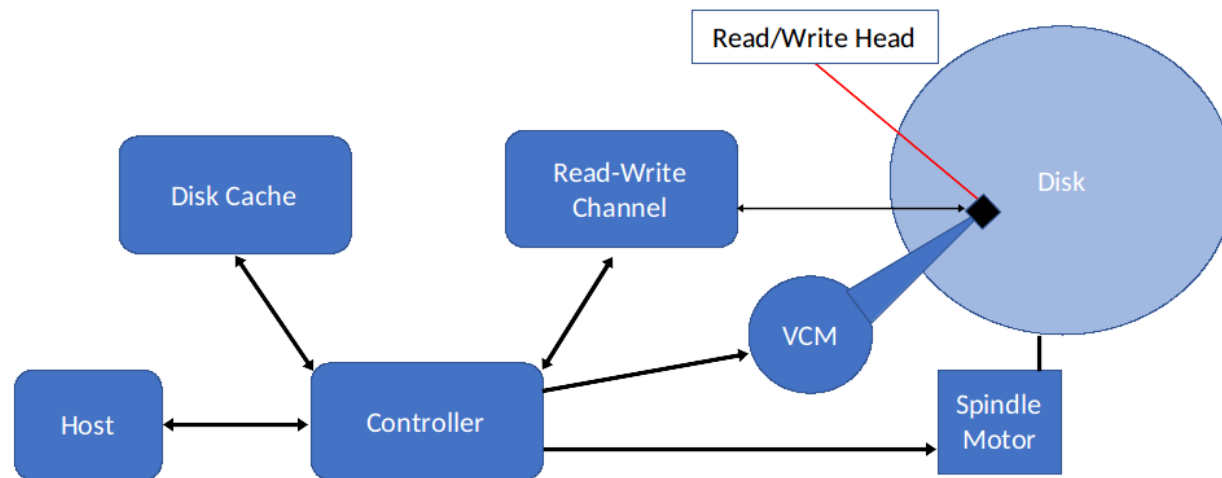 Read/Write Head
Disk Cache
Read-Write
Channel
Disk
VCM
Host
Controller
Spindle
Motor